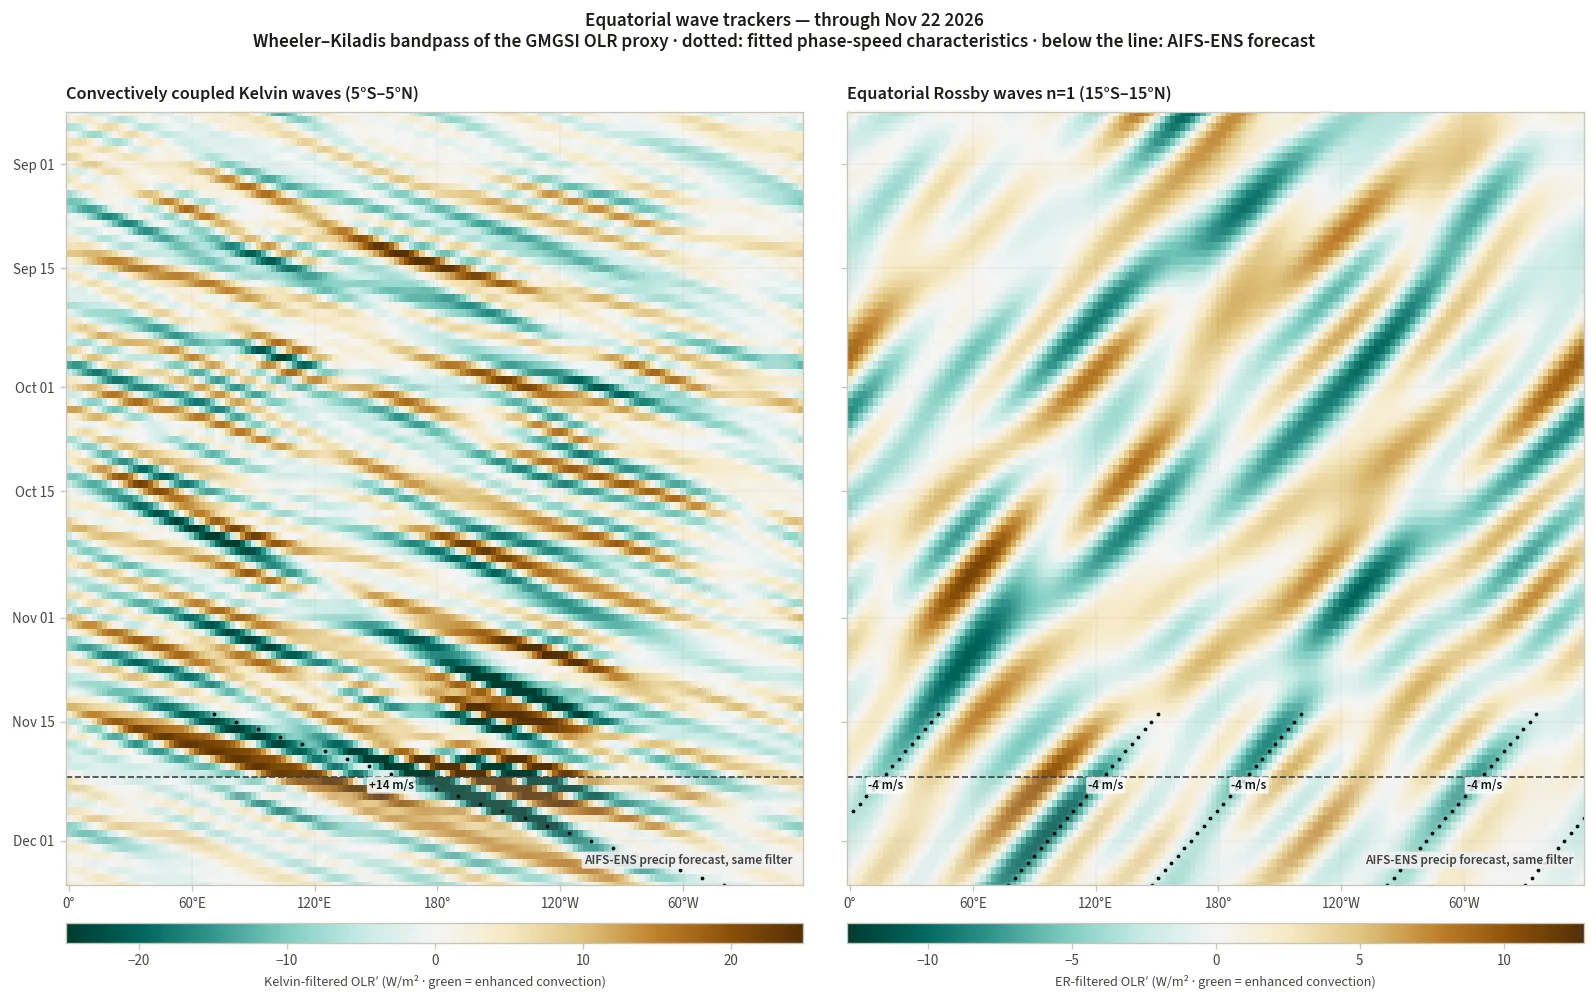 Equatorial wave trackers — through Nov 22 2026
Wheeler–Kiladis bandpass of the GMGSI OLR proxy · dotted: fitted phase-speed characteristics · below the line: AIFS-ENS forecast
Convectively coupled Kelvin waves (5°S–5°N)
Sep 01
Sep 15
Oct 01
Oct 15
Nov 01
Nov 15
Dec 01
+14 m/s
AIFS-ENS precip forecast, same filter
0°
60°E
120°E
180°
120°W
60°W
−20
−10
0
10
20
Kelvin-filtered OLR′ (W/m² · green = enhanced convection)
Equatorial Rossby waves n=1 (15°S–15°N)
-4 m/s
-4 m/s
-4 m/s
-4 m/s
AIFS-ENS precip forecast, same filter
0°
60°E
120°E
180°
120°W
60°W
−10
−5
0
5
10
ER-filtered OLR′ (W/m² · green = enhanced convection)